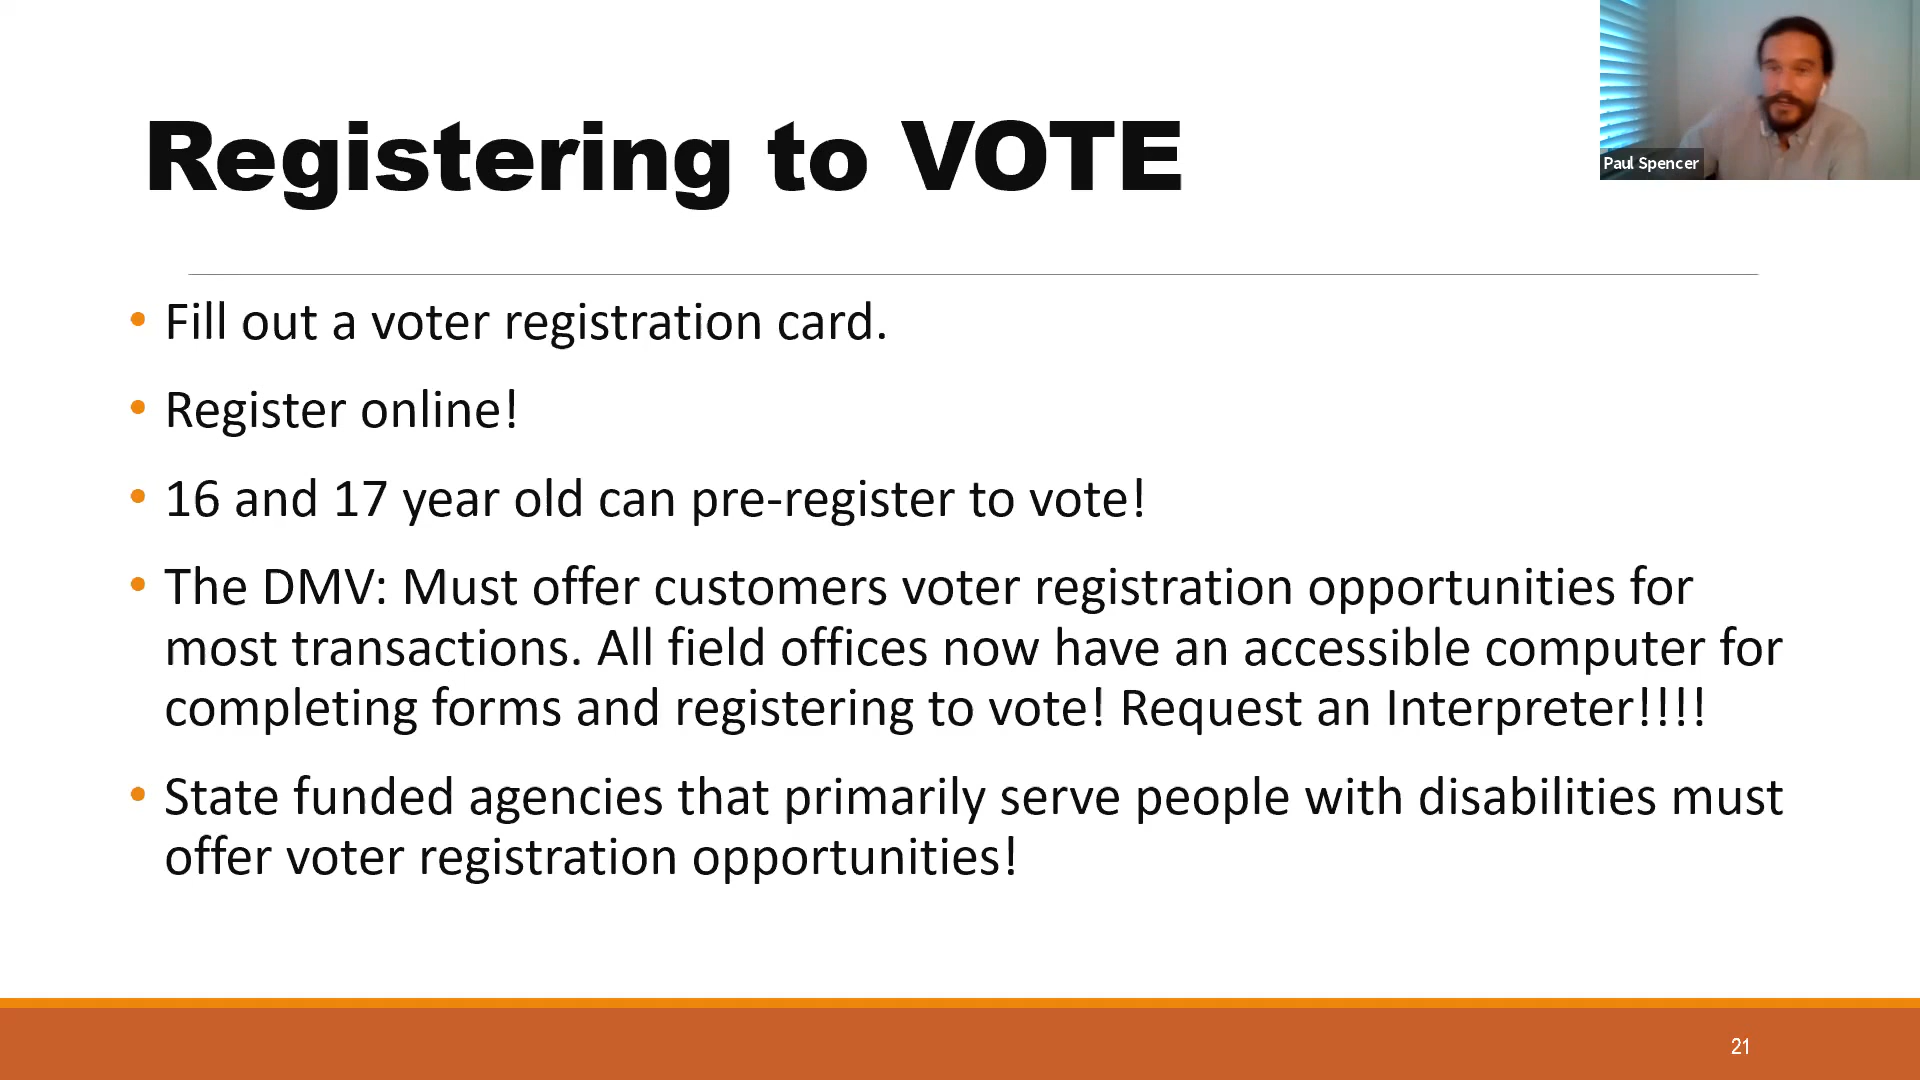 Registering to VOTE
Paul Spencer
• Fill out a voter registration card.
• Register online!
• 16 and 17 year old can pre-register to vote!
• The DMV: Must offer customers voter registration opportunities for
most transactions. All field offices now have an accessible computer for
completing forms and registering to vote! Request an Interpreter!!!!
• State funded agencies that primarily serve people with disabilities must
offer voter registration opportunities!
21